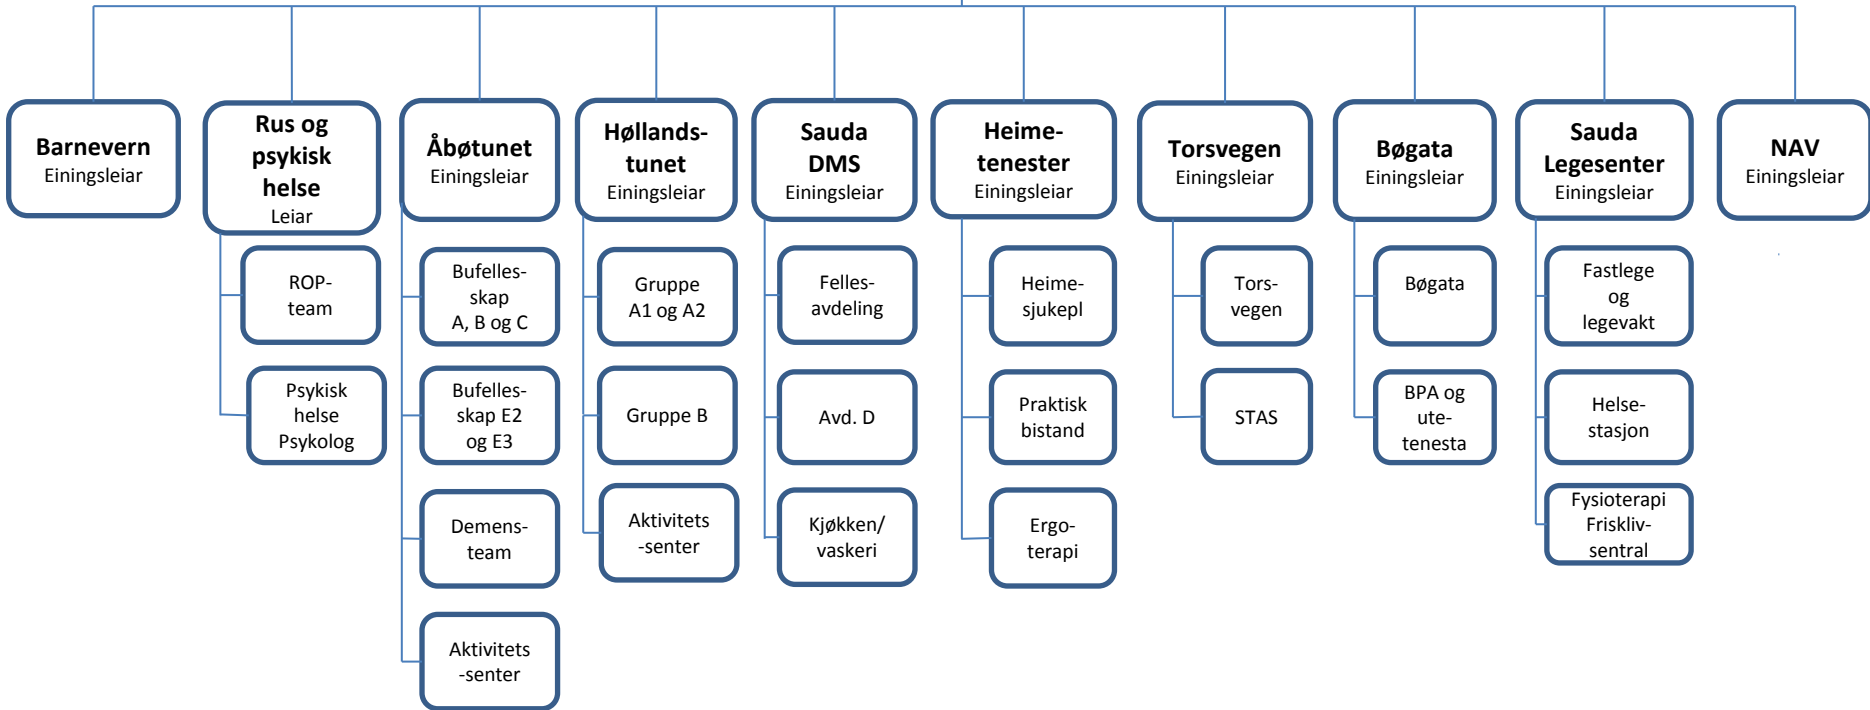 Barnevern
Einingsleiar
Rus og
psykisk
helse
Leiar
Åbøtunet
Einingsleiar
Høllands-
tunet
Einingsleiar
Sauda
DMS
Einingsleiar
Heime-
tenester
Einingsleiar
Torsvegen
Einingsleiar
Bøgata
Einingsleiar
Sauda
Legesenter
Einingsleiar
NAV
Einingsleiar
ROP-
team
Psykisk
helse
Psykolog
Bufelles-
skap
A, B og C
Bufelles-
skap E2
og E3
Demens-
team
Aktivitets
-senter
Gruppe
A1 og A2
Gruppe B
Aktivitets
-senter
Felles-
avdeling
Avd. D
Kjøkken/
vaskeri
Heime-
sjukepl
Praktisk
bistand
Ergo-
terapi
Tors-
vegen
STAS
Bøgata
BPA og
ute-
tenesta
Fastlege
og
legevakt
Helse-
stasjon
Fysioterapi
Friskliv-
sentral